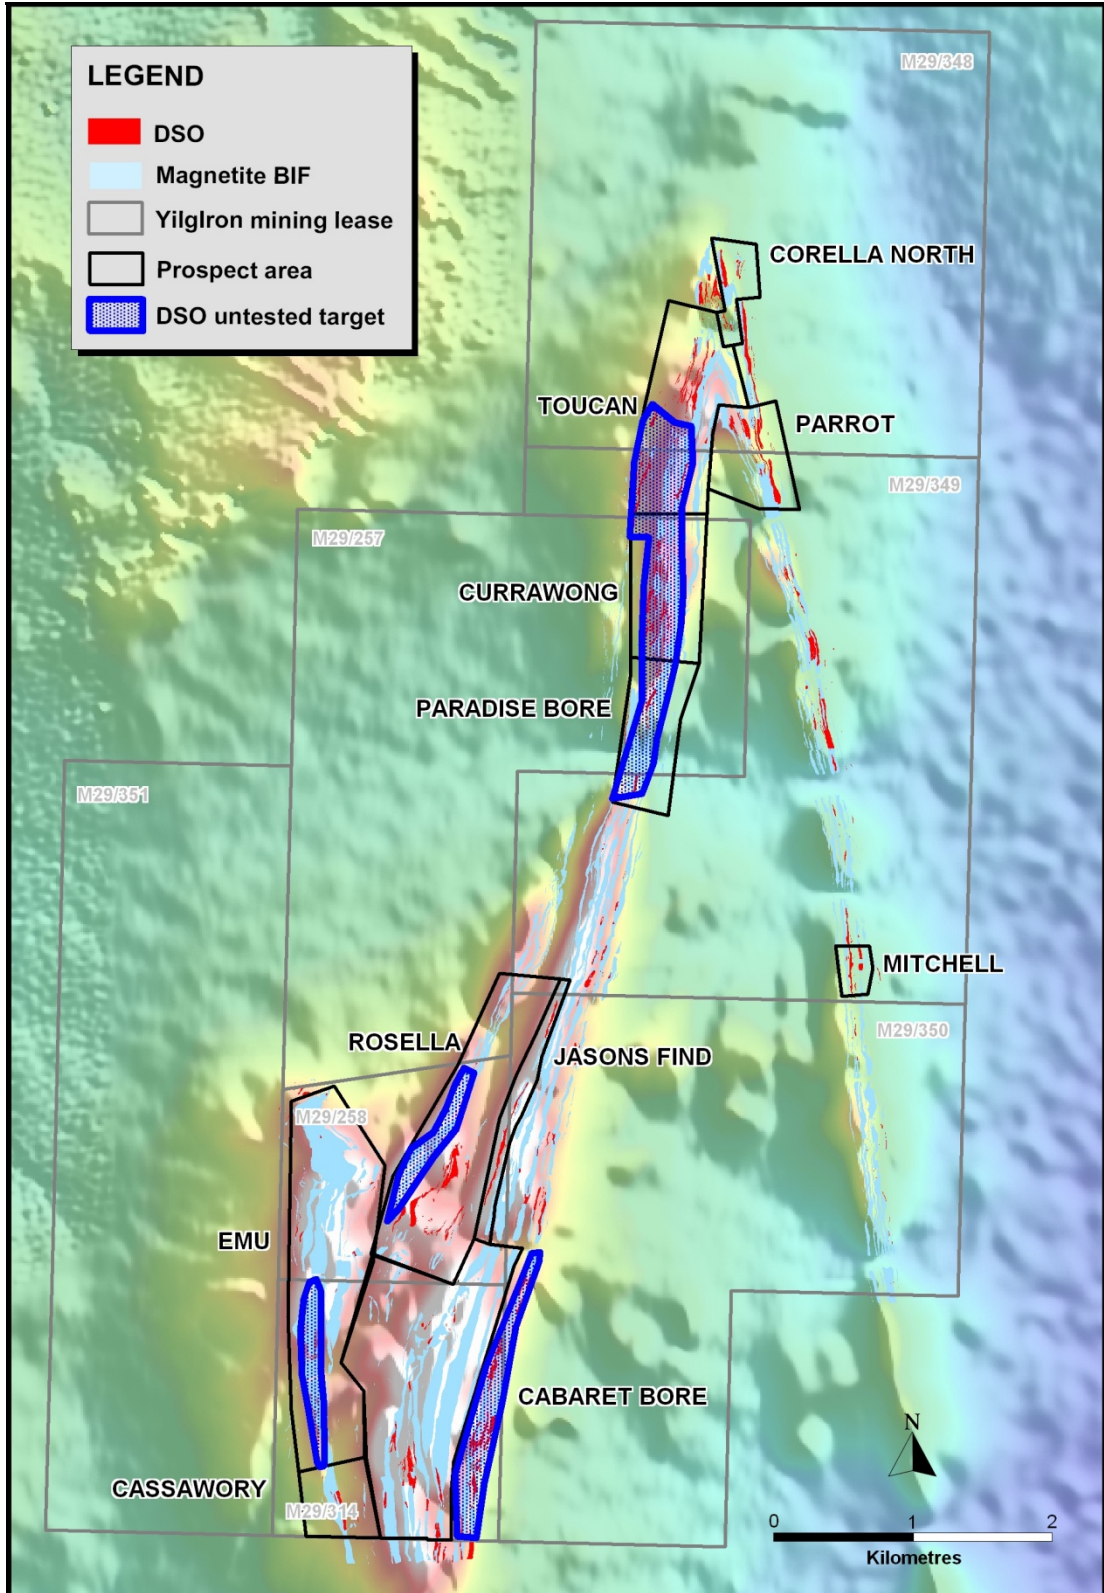 M29/348
LEGEND
DSO
Magnetite BIF
YilgIron mining lease
Prospect area
DSO untested target
CORELLA NORTH
TOUCAN
PARROT
M29/349
M29/257
CURRAWONG
PARADISE BORE
M29/351
MITCHELL
M29/350
ROSELLA
JASONS FIND
M29/258
EMU
CABARET BORE
N
CASSAWORY
M29/314
0 1 2
Kilometres